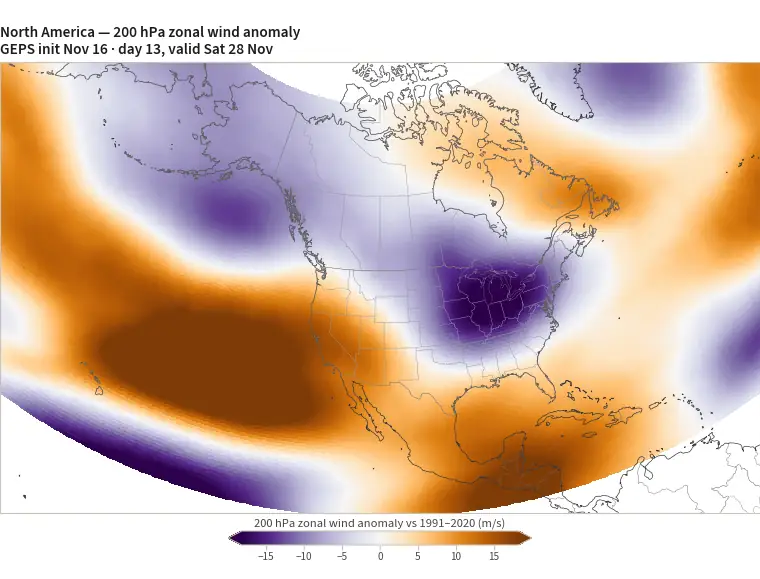 North America — 200 hPa zonal wind anomaly
GEPS init Nov 16 · day 13, valid Sat 28 Nov
200 hPa zonal wind anomaly vs 1991–2020 (m/s)
−15 −10 −5 0 5 10 15